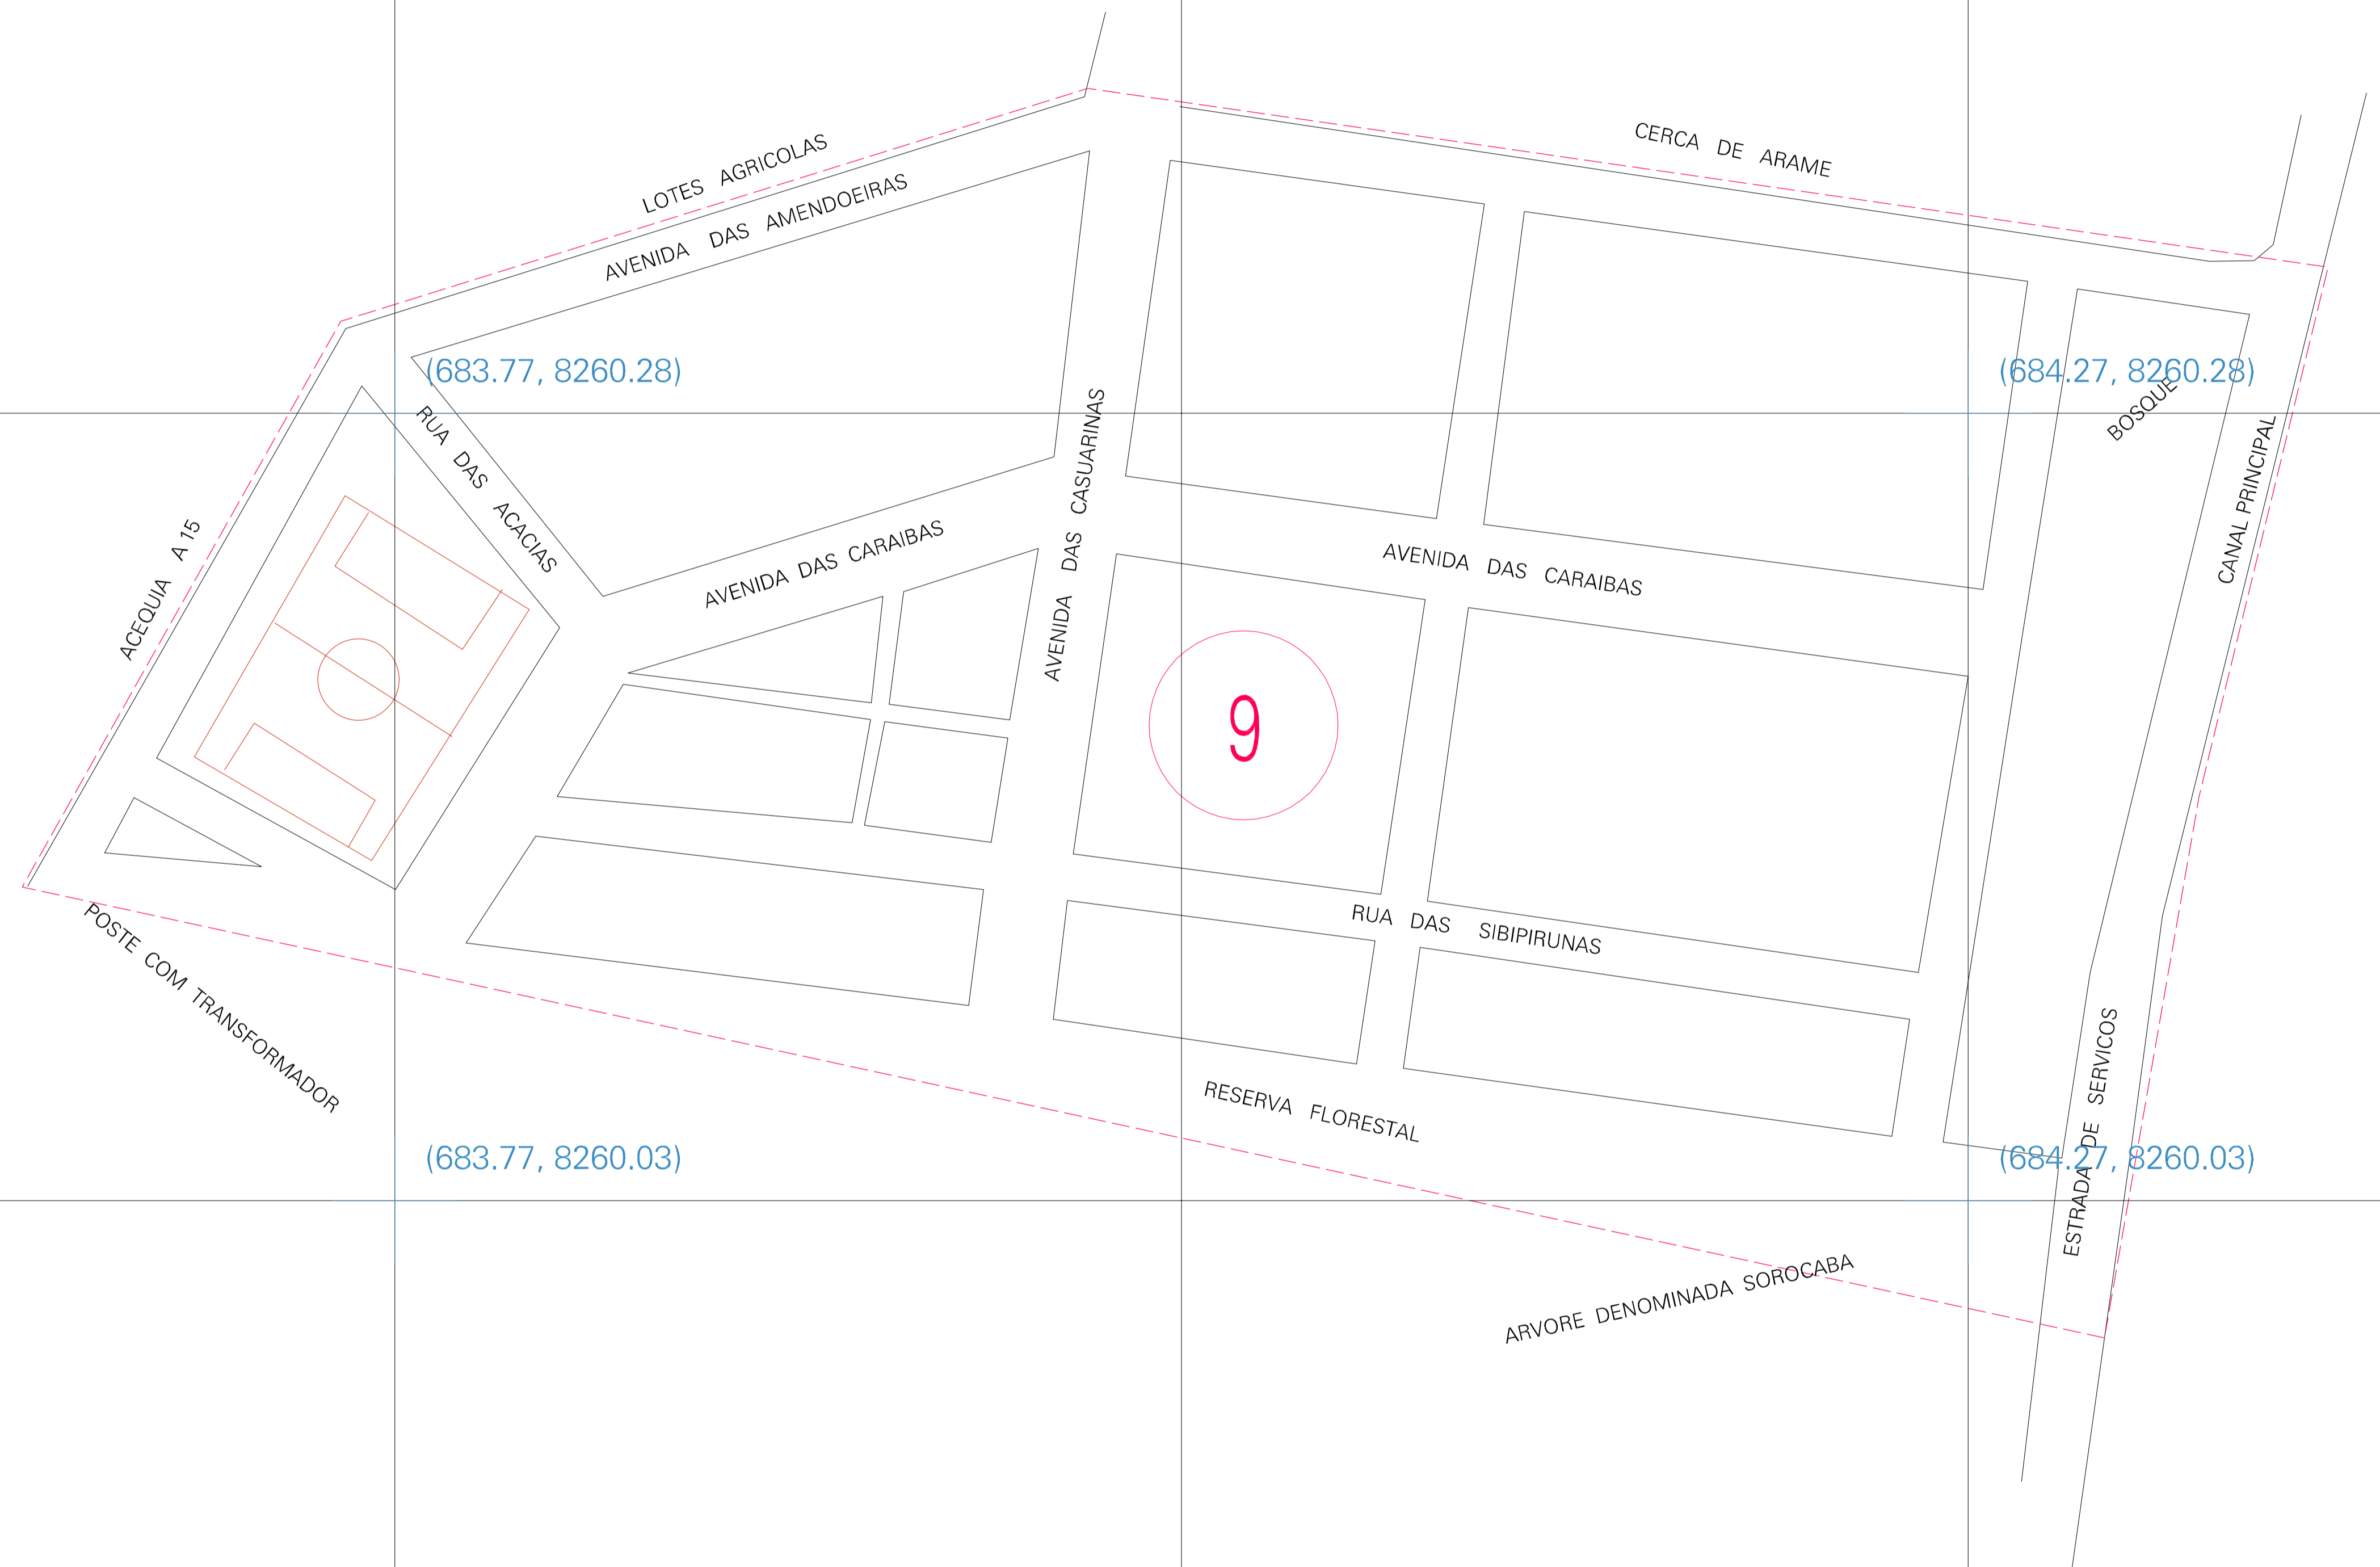 CERCA DE ARAME
LOTES AGRICOLAS
AVENIDA DAS AMENDOEIRAS
(683.77, 8260.28)
(684.27, 8260.28)
BOSQUE
RUA DAS ACACIAS
AVENIDA DAS CASUARINAS
CANAL PRINCIPAL
ACEQUIA A 15
AVENIDA DAS CARAIBAS
AVENIDA DAS CARAIBAS
9
RUA DAS SIBIPIRUNAS
POSTE COM TRANSFORMADOR
RESERVA FLORESTAL
ESTRADA DE SERVICOS
(683.77, 8260.03)
(684.27, 8260.03)
ARVORE DENOMINADA SOROCABA